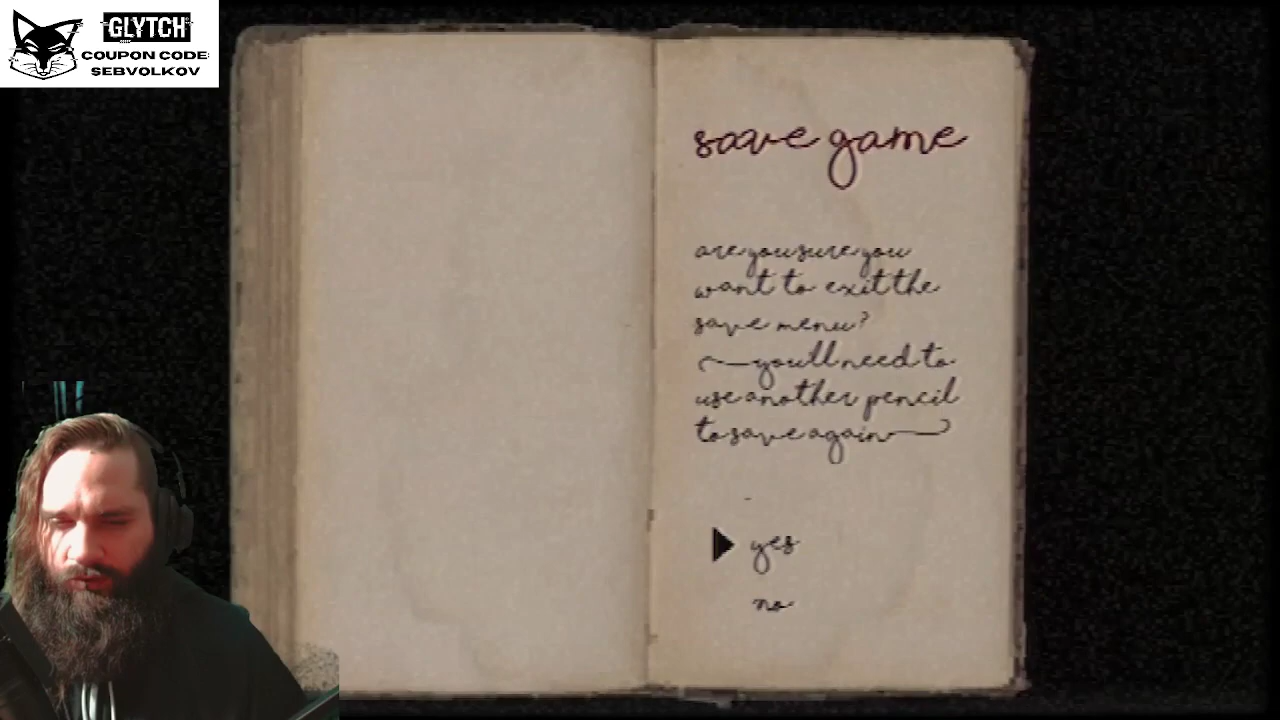 GLYTCH
COUPON CODE:
SEBVOLKOV
save game
are you sure you
want to exit the
save menu?
(you'll need to
use another pencil
to save again)
yes
no